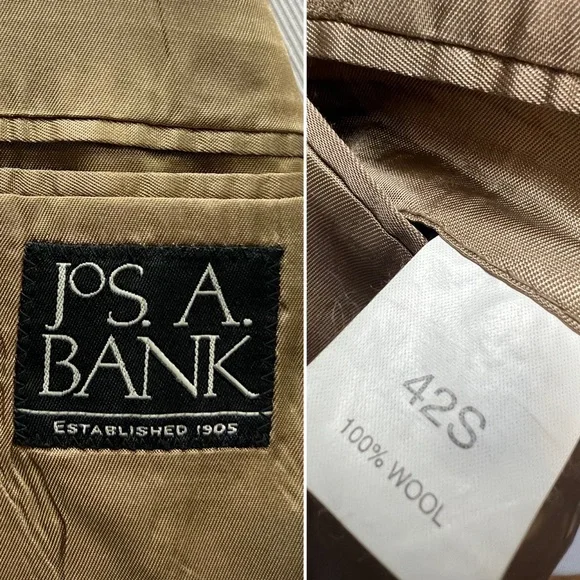 JOS. A.
BANK
ESTABLISHED 1905
42S
100% WOOL